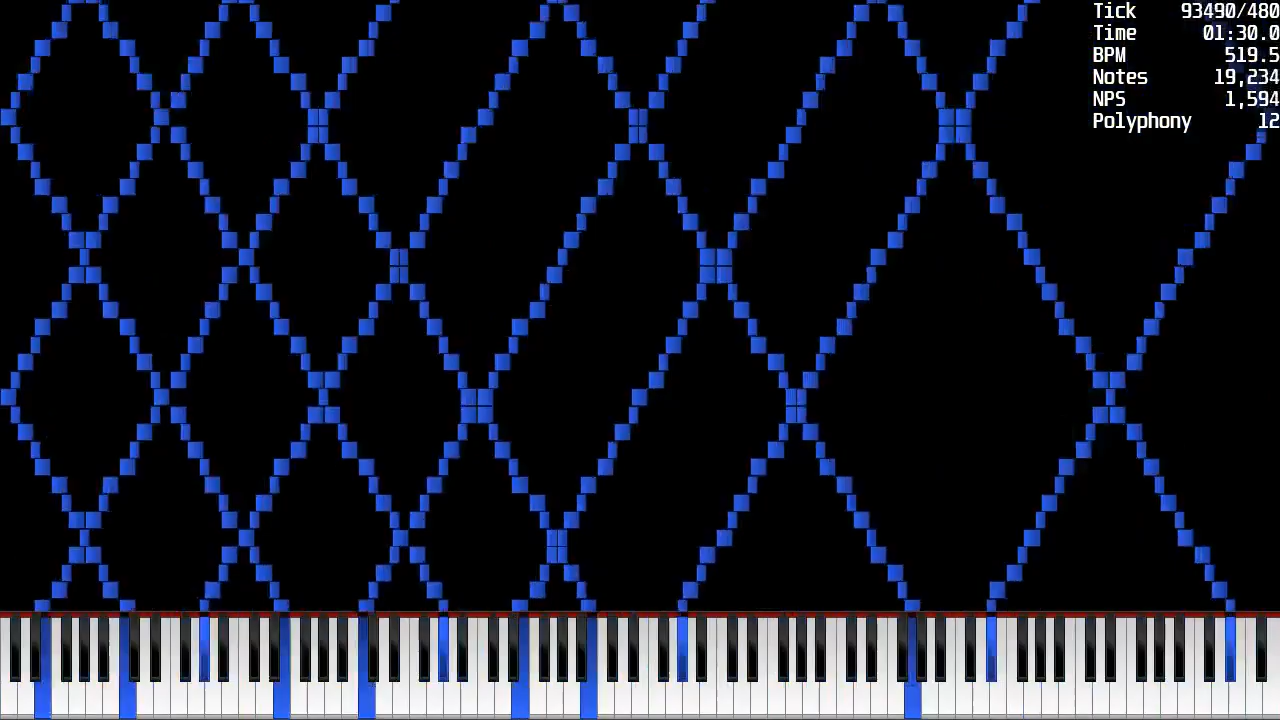 Tick 93490/480
Time 01:30.0
BPM 519.5
Notes 19,234
NPS 1,594
Polyphony 12